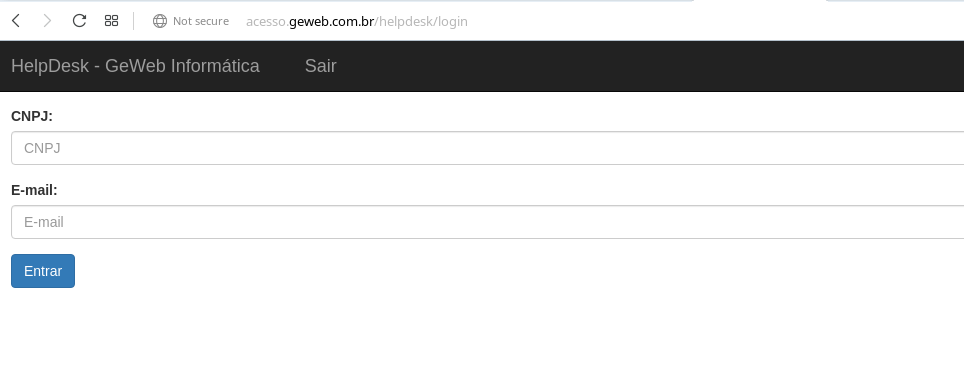 Not secure acesso.geweb.com.br/helpdesk/login
HelpDesk - GeWeb Informática Sair
CNPJ:
CNPJ
E-mail:
E-mail
Entrar